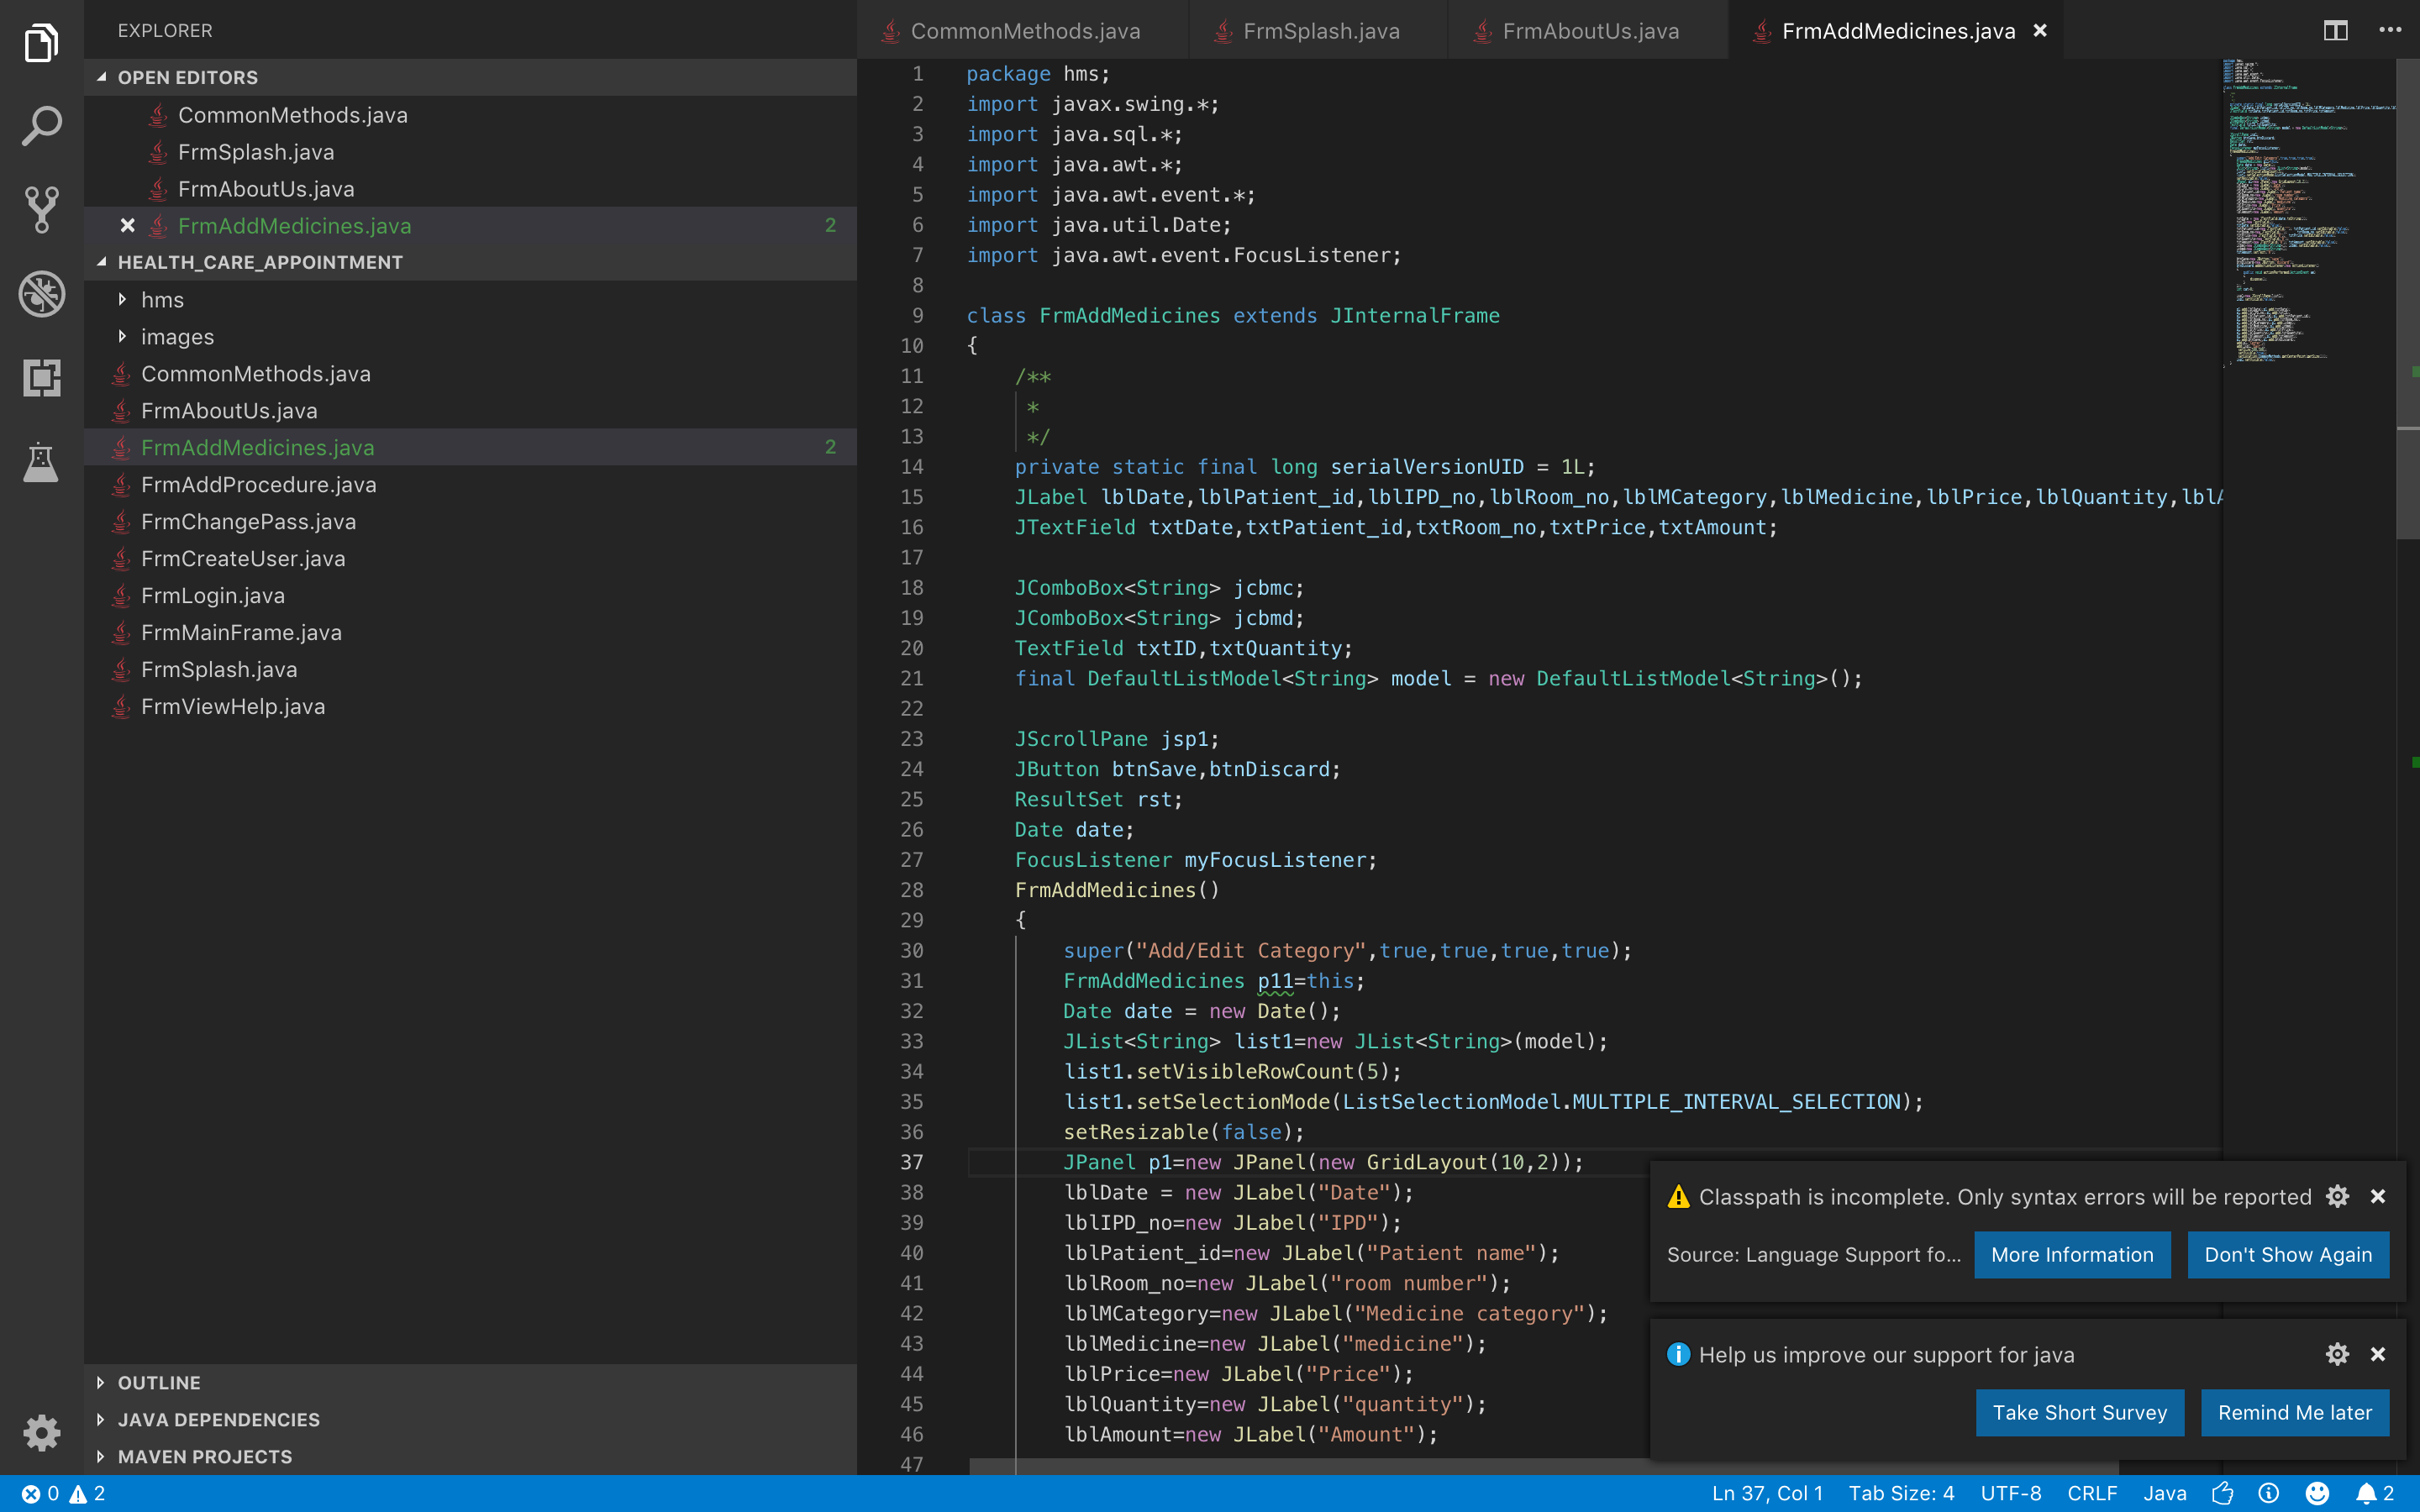 EXPLORER
OPEN EDITORS
CommonMethods.java
FrmSplash.java
FrmAboutUs.java
FrmAddMedicines.java 2
HEALTH_CARE_APPOINTMENT
hms
images
CommonMethods.java
FrmAboutUs.java
FrmAddMedicines.java 2
FrmAddProcedure.java
FrmChangePass.java
FrmCreateUser.java
FrmLogin.java
FrmMainFrame.java
FrmSplash.java
FrmViewHelp.java
OUTLINE
JAVA DEPENDENCIES
MAVEN PROJECTS
CommonMethods.java FrmSplash.java FrmAboutUs.java FrmAddMedicines.java
1 package hms;
2 import javax.swing.*;
3 import java.sql.*;
4 import java.awt.*;
5 import java.awt.event.*;
6 import java.util.Date;
7 import java.awt.event.FocusListener;
8
9 class FrmAddMedicines extends JInternalFrame
10 {
11 /**
12 *
13 */
14 private static final long serialVersionUID = 1L;
15 JLabel lblDate,lblPatient_id,lblIPD_no,lblRoom_no,lblMCategory,lblMedicine,lblPrice,lblQuantity,lblA
16 JTextField txtDate,txtPatient_id,txtRoom_no,txtPrice,txtAmount;
17
18 JComboBox<String> jcbmc;
19 JComboBox<String> jcbmd;
20 TextField txtID,txtQuantity;
21 final DefaultListModel<String> model = new DefaultListModel<String>();
22
23 JScrollPane jsp1;
24 JButton btnSave,btnDiscard;
25 ResultSet rst;
26 Date date;
27 FocusListener myFocusListener;
28 FrmAddMedicines()
29 {
30 super("Add/Edit Category",true,true,true,true);
31 FrmAddMedicines p11=this;
32 Date date = new Date();
33 JList<String> list1=new JList<String>(model);
34 list1.setVisibleRowCount(5);
35 list1.setSelectionMode(ListSelectionModel.MULTIPLE_INTERVAL_SELECTION);
36 setResizable(false);
37 JPanel p1=new JPanel(new GridLayout(10,2));
38 lblDate = new JLabel("Date");
39 lblIPD_no=new JLabel("IPD");
40 lblPatient_id=new JLabel("Patient name");
41 lblRoom_no=new JLabel("room number");
42 lblMCategory=new JLabel("Medicine category");
43 lblMedicine=new JLabel("medicine");
44 lblPrice=new JLabel("Price");
45 lblQuantity=new JLabel("quantity");
46 lblAmount=new JLabel("Amount");
47
Classpath is incomplete. Only syntax errors will be reported
Source: Language Support fo... More Information Don't Show Again
Help us improve our support for java
Take Short Survey Remind Me later
0 2 Ln 37, Col 1 Tab Size: 4 UTF-8 CRLF Java 2